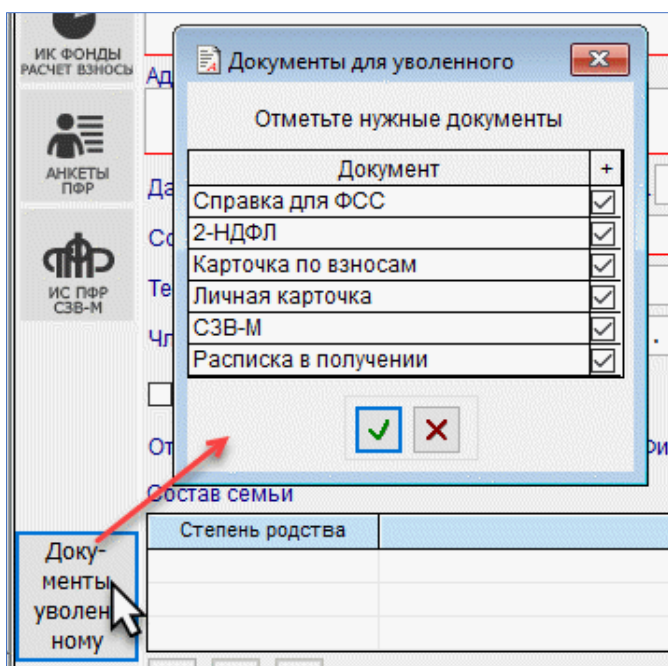 ИК ФОНДЫ
РАСЧЕТ ВЗНОСЫ
АНКЕТЫ
ПФР
ИС ПФР
СЗВ-М
Доку-
менты
уволен
ному
Документы для уволенного
Отметьте нужные документы
Документ +
Справка для ФСС
2-НДФЛ
Карточка по взносам
Личная карточка
СЗВ-М
Расписка в получении
Состав семьи
Степень родства